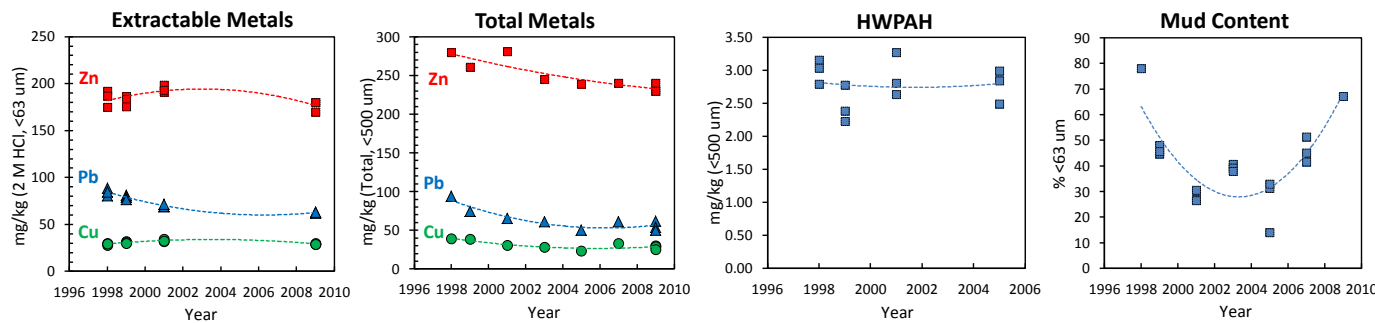 Extractable Metals
mg/kg (2 M HCl, <63 um)
250
200
150
100
50
0
Zn
Pb
Cu
1996 1998 2000 2002 2004 2006 2008 2010
Year
Total Metals
mg/kg (Total, <500 um)
300
250
200
150
100
50
0
Zn
Pb
Cu
1996 1998 2000 2002 2004 2006 2008 2010
Year
HWPAH
mg/kg (<500 um)
4.00
3.50
3.00
2.50
2.00
1.50
1.00
0.50
0.00
1996 1998 2000 2002 2004 2006
Year
Mud Content
% <63 um
90
80
70
60
50
40
30
20
10
0
1996 1998 2000 2002 2004 2006 2008 2010
Year